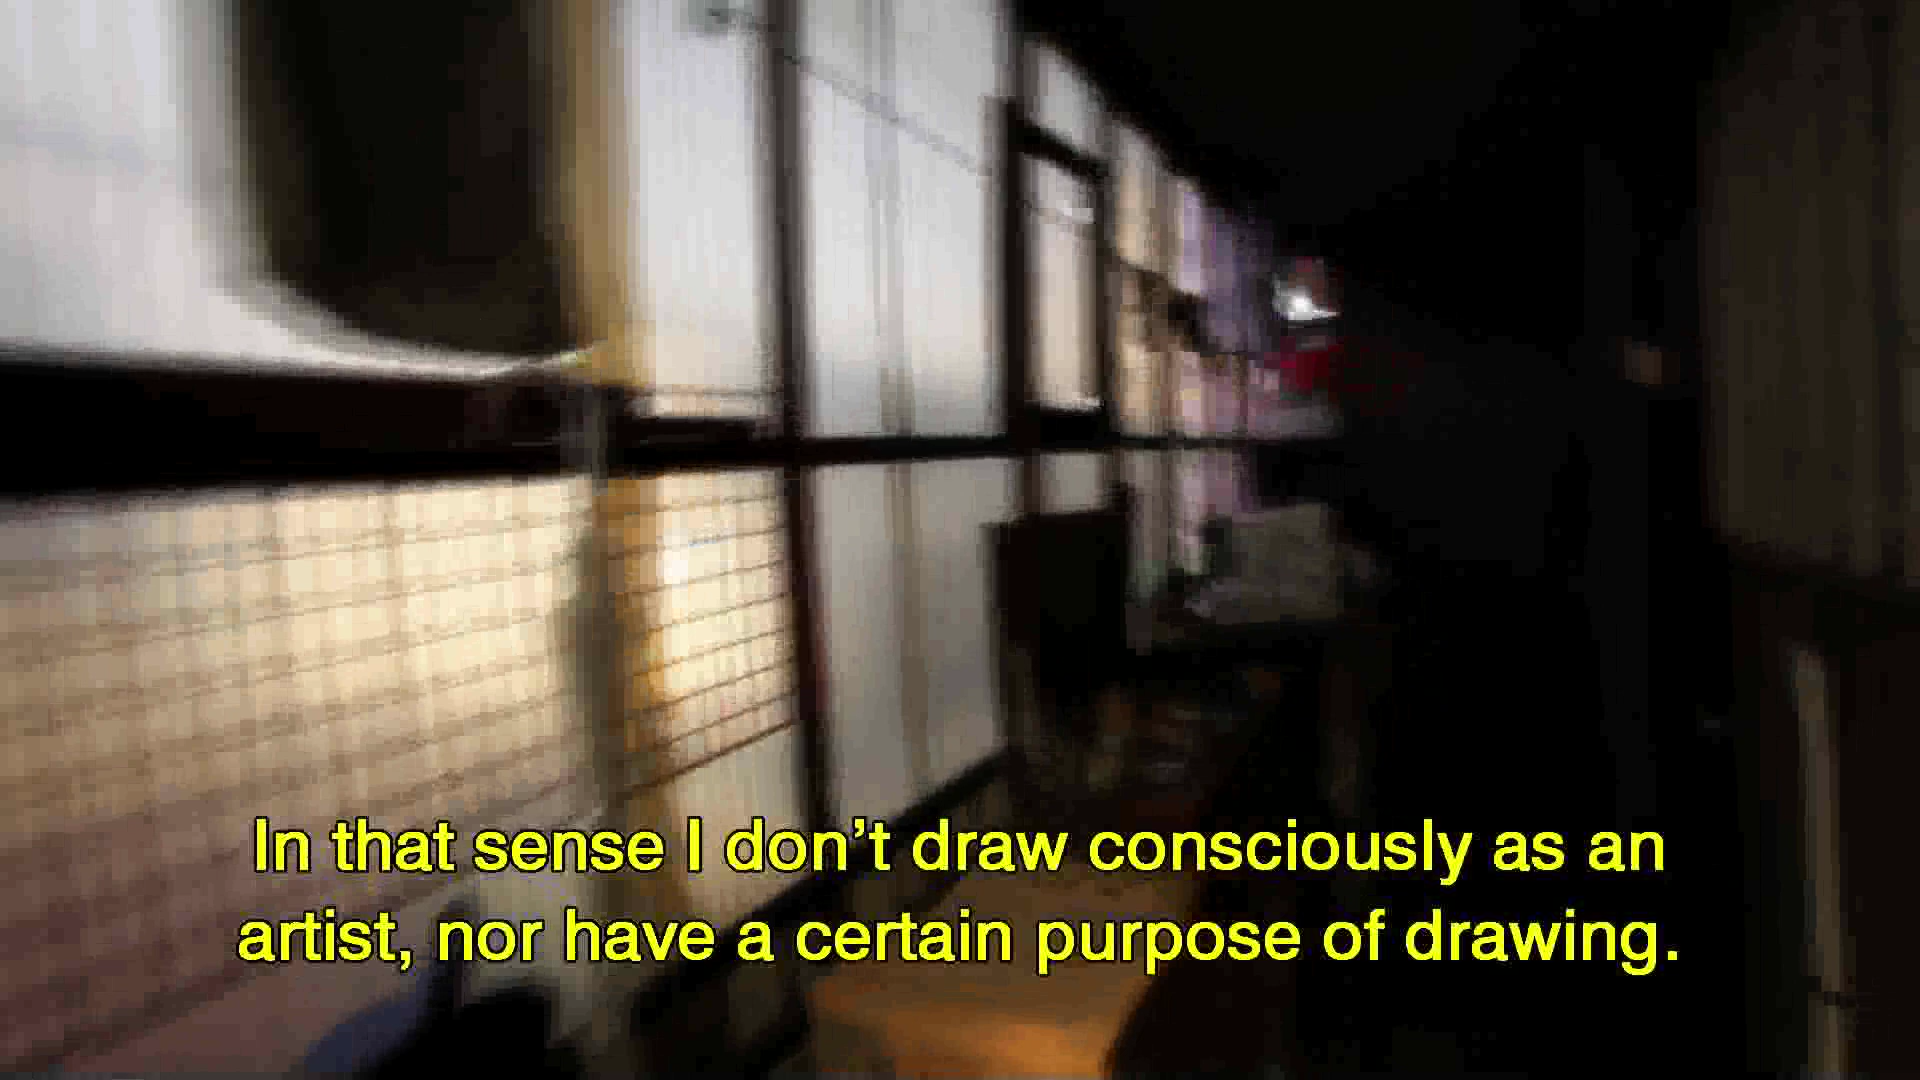 In that sense I don’t draw consciously as an
artist, nor have a certain purpose of drawing.